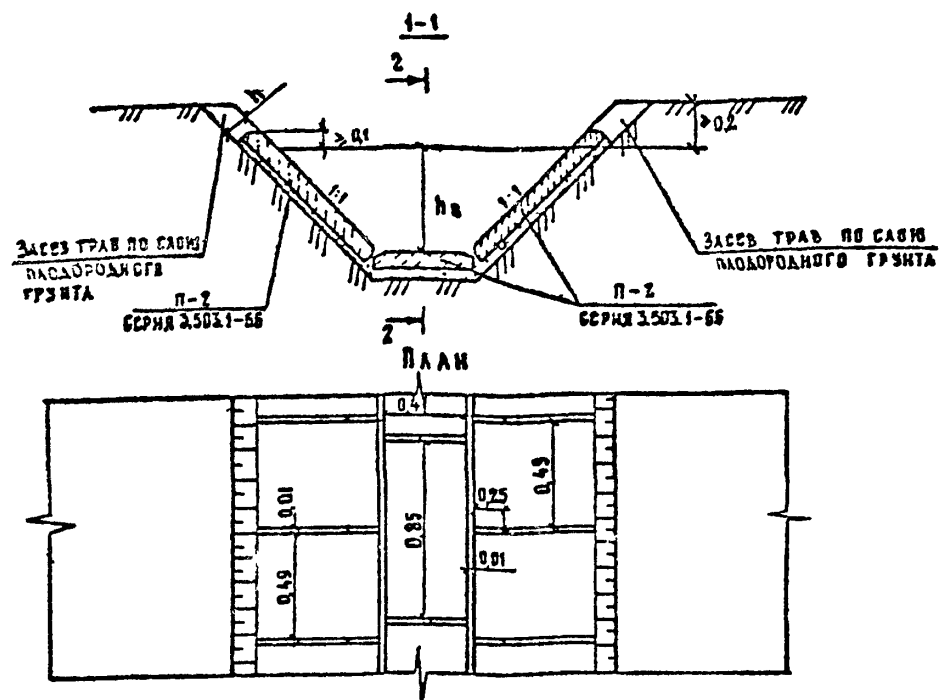 1-1
2
≥0,1
≥0,2
1:1
1:1
hв
ЗАСЕВ ТРАВ ПО СЛОЮ
ПЛОДОРОДНОГО
ГРУНТА
ЗАСЕВ ТРАВ ПО СЛОЮ
ПЛОДОРОДНОГО ГРУНТА
П-2
СЕРИЯ 3.503.1-66
П-2
СЕРИЯ 3.503.1-66
2
ПЛАН
0,4
0,01
0,49
0,85
0,25
0,49
0,01